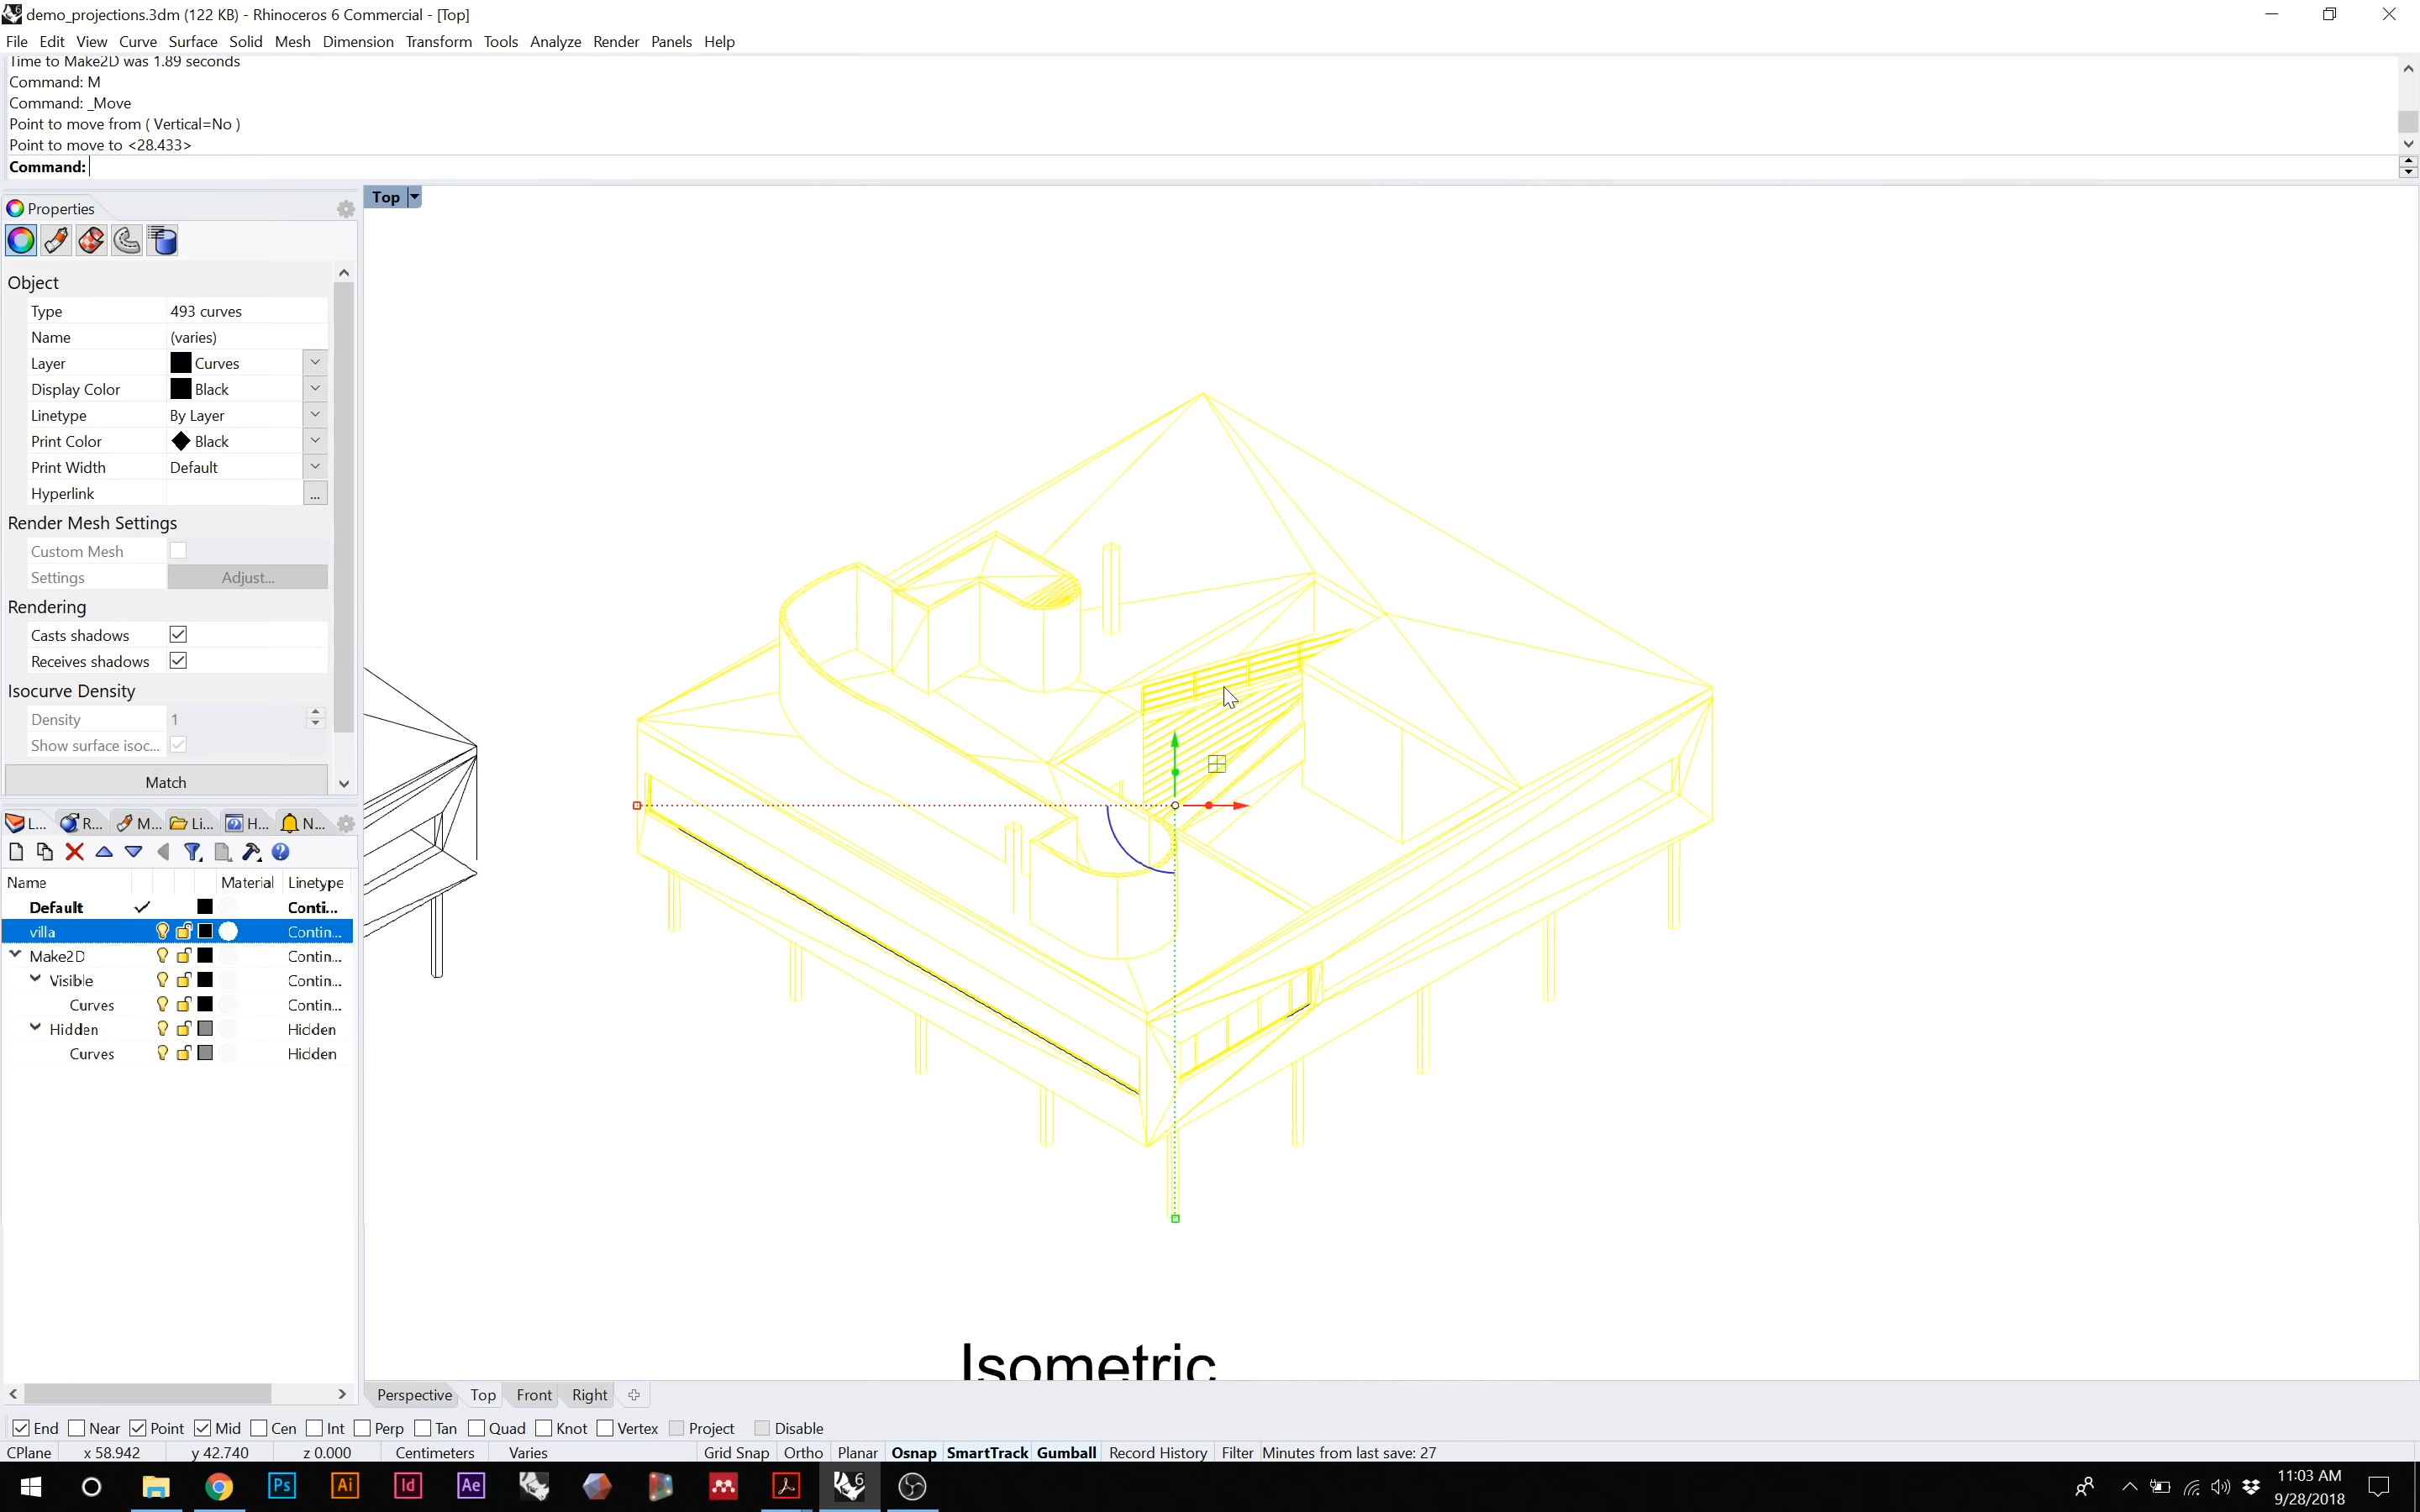 demo_projections.3dm (122 KB) - Rhinoceros 6 Commercial - [Top]
File Edit View Curve Surface Solid Mesh Dimension Transform Tools Analyze Render Panels Help
Time to Make2D was 1.89 seconds
Command: M
Command: _Move
Point to move from ( Vertical=No )
Point to move to <28.433>
Command:
Properties
Top
Object
Type 493 curves
Name (varies)
Layer Curves
Display Color Black
Linetype By Layer
Print Color Black
Print Width Default
Hyperlink ...
Render Mesh Settings
Custom Mesh
Settings Adjust...
Rendering
Casts shadows
Receives shadows
Isocurve Density
Density 1
Show surface isoc...
Match
L... R... M... Li... H... N...
Name Material Linetype
Default Conti...
villa Contin...
Make2D Contin...
Visible Contin...
Curves Contin...
Hidden Hidden
Curves Hidden
Isometric
Perspective Top Front Right
End Near Point Mid Cen Int Perp Tan Quad Knot Vertex Project Disable
CPlane x 58.942 y 42.740 z 0.000 Centimeters Varies Grid Snap Ortho Planar Osnap SmartTrack Gumball Record History Filter Minutes from last save: 27
Ps Ai Id Ae 6
11:03 AM
9/28/2018